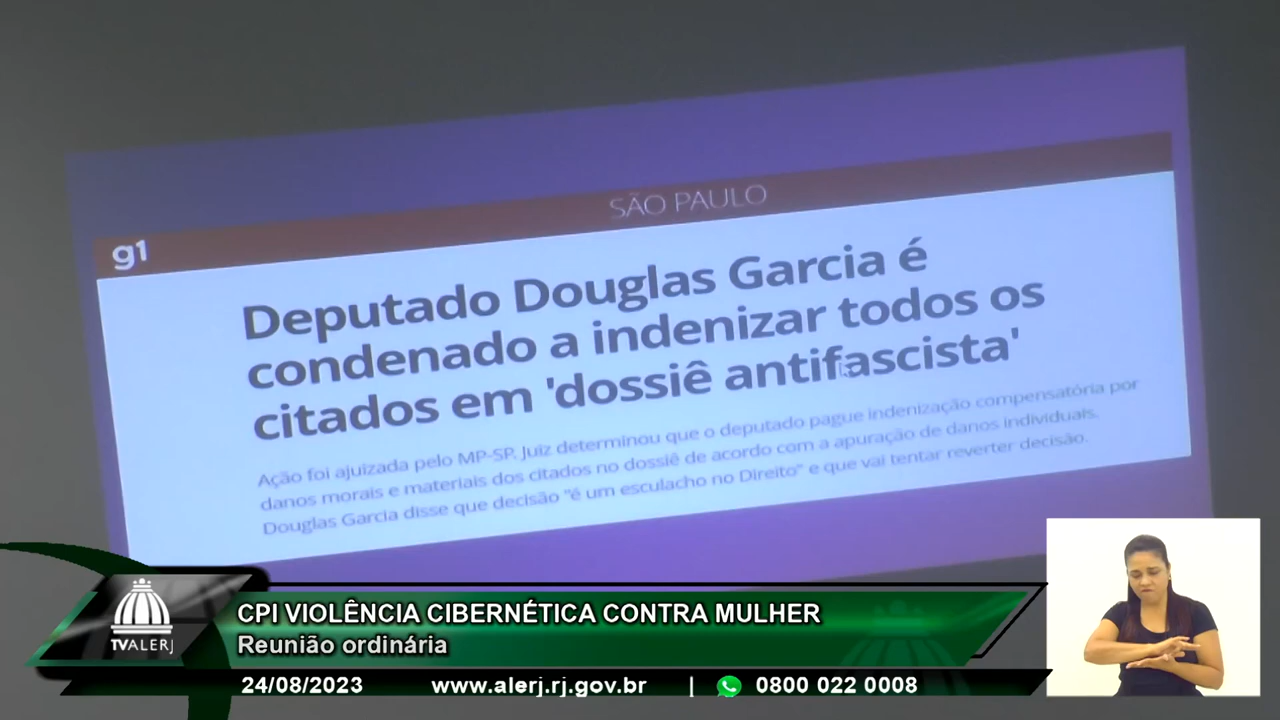 SÃO PAULO
g1
Deputado Douglas Garcia é
condenado a indenizar todos os
citados em 'dossiê antifascista'
Ação foi ajuizada pelo MP-SP. Juiz determinou que o deputado pague indenização compensatória por
danos morais e materiais dos citados no dossiê de acordo com a apuração de danos individuais.
Douglas Garcia disse que decisão "é um esculacho no Direito" e que vai tentar reverter decisão.
CPI VIOLÊNCIA CIBERNÉTICA CONTRA MULHER
Reunião ordinária
TVALERJ
24/08/2023 www.alerj.rj.gov.br | 0800 022 0008